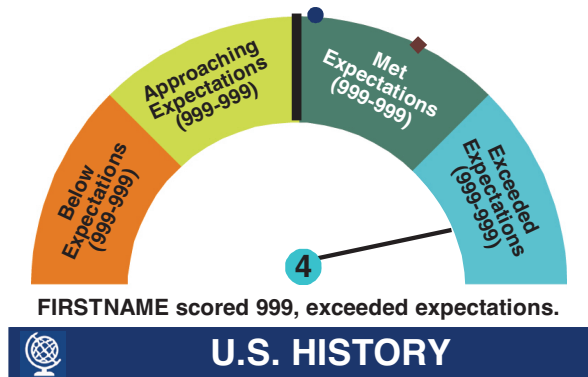 Below
Expectations
(999-999)
Approaching
Expectations
(999-999)
Met
Expectations
(999-999)
Exceeded
Expectations
(999-999)
4
FIRSTNAME scored 999, exceeded expectations.
U.S. HISTORY